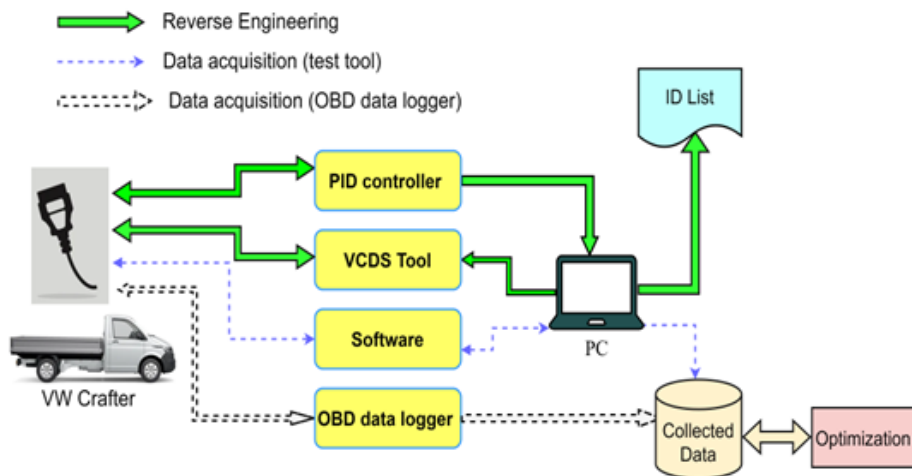 Reverse Engineering
Data acquisition (test tool)
Data acquisition (OBD data logger)
ID List
PID controller
VCDS Tool
Software
PC
VW Crafter
OBD data logger
Collected
Data
Optimization